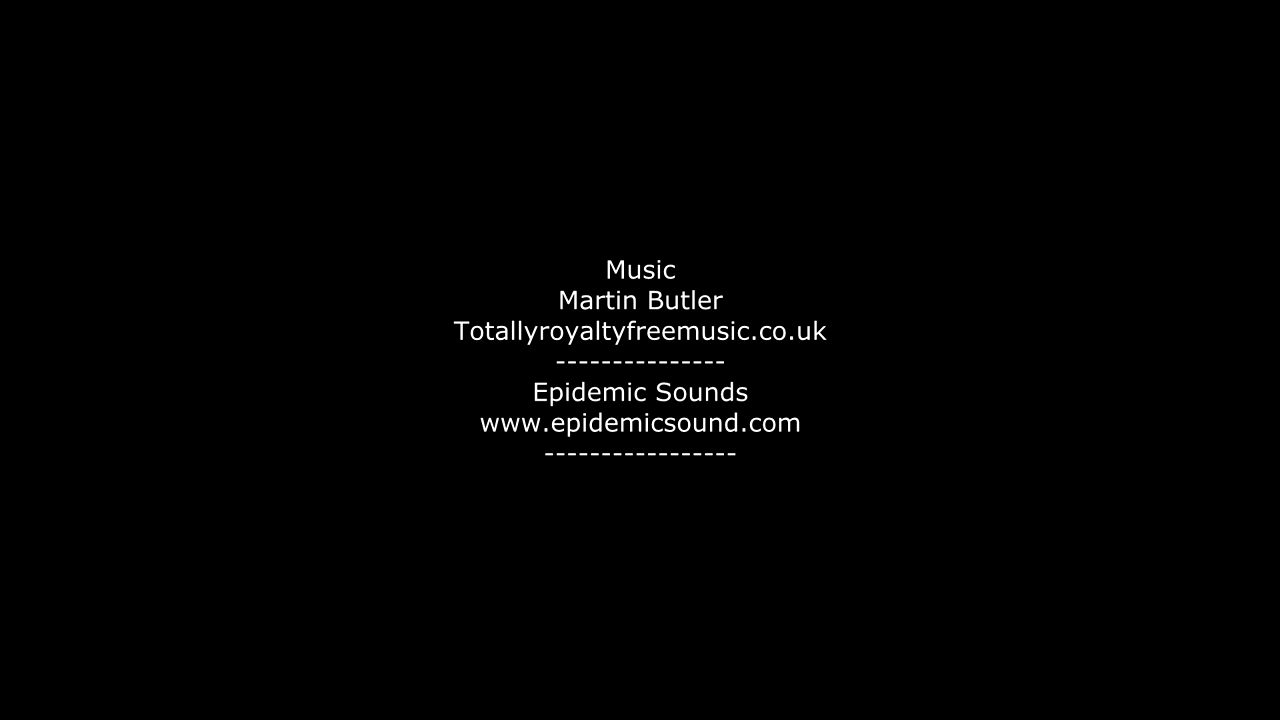 Music
Martin Butler
Totallyroyaltyfreemusic.co.uk
---------------
Epidemic Sounds
www.epidemicsound.com
-----------------